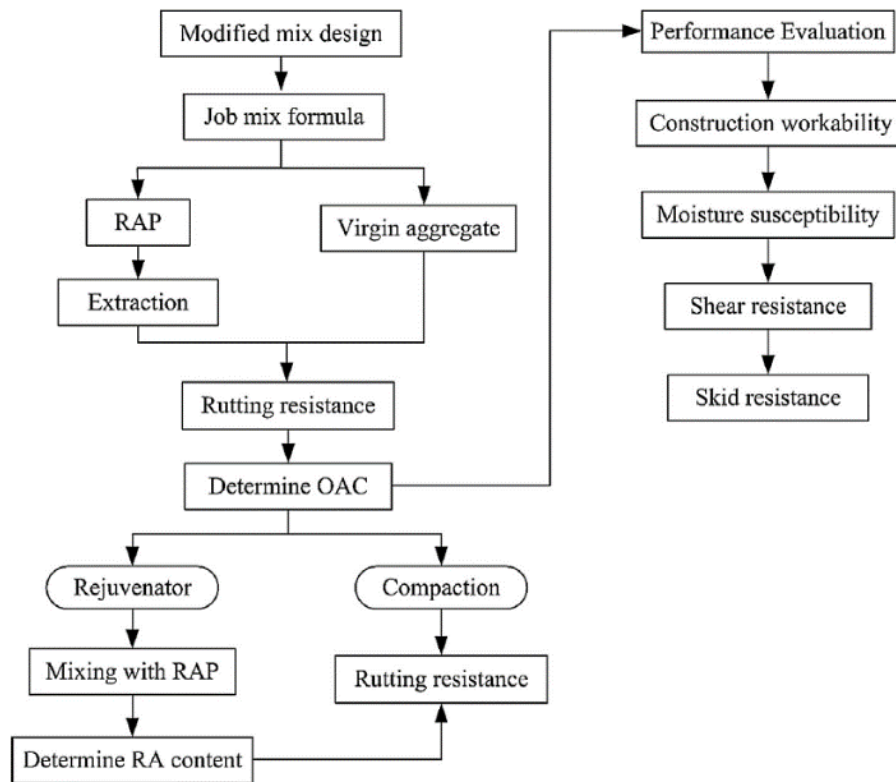 Modified mix design
Job mix formula
RAP
Virgin aggregate
Extraction
Rutting resistance
Determine OAC
Rejuvenator
Compaction
Mixing with RAP
Rutting resistance
Determine RA content
Performance Evaluation
Construction workability
Moisture susceptibility
Shear resistance
Skid resistance